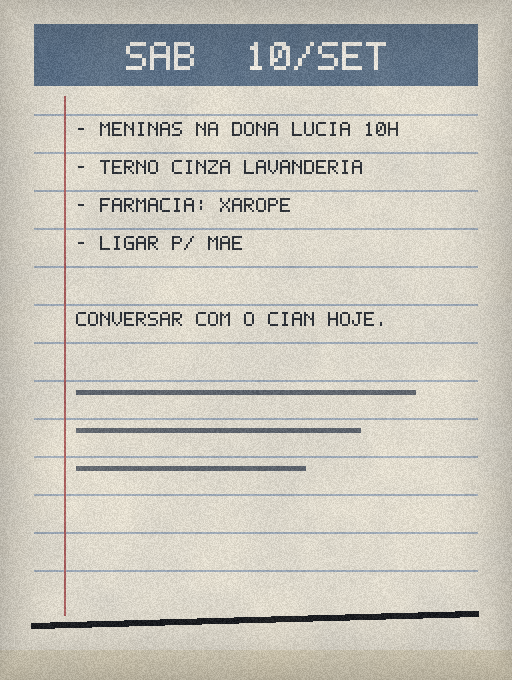 SAB 10/SET
- MENINAS NA DONA LUCIA 10H
- TERNO CINZA LAVANDERIA
- FARMACIA: XAROPE
- LIGAR P/ MAE
CONVERSAR COM O CIAN HOJE.